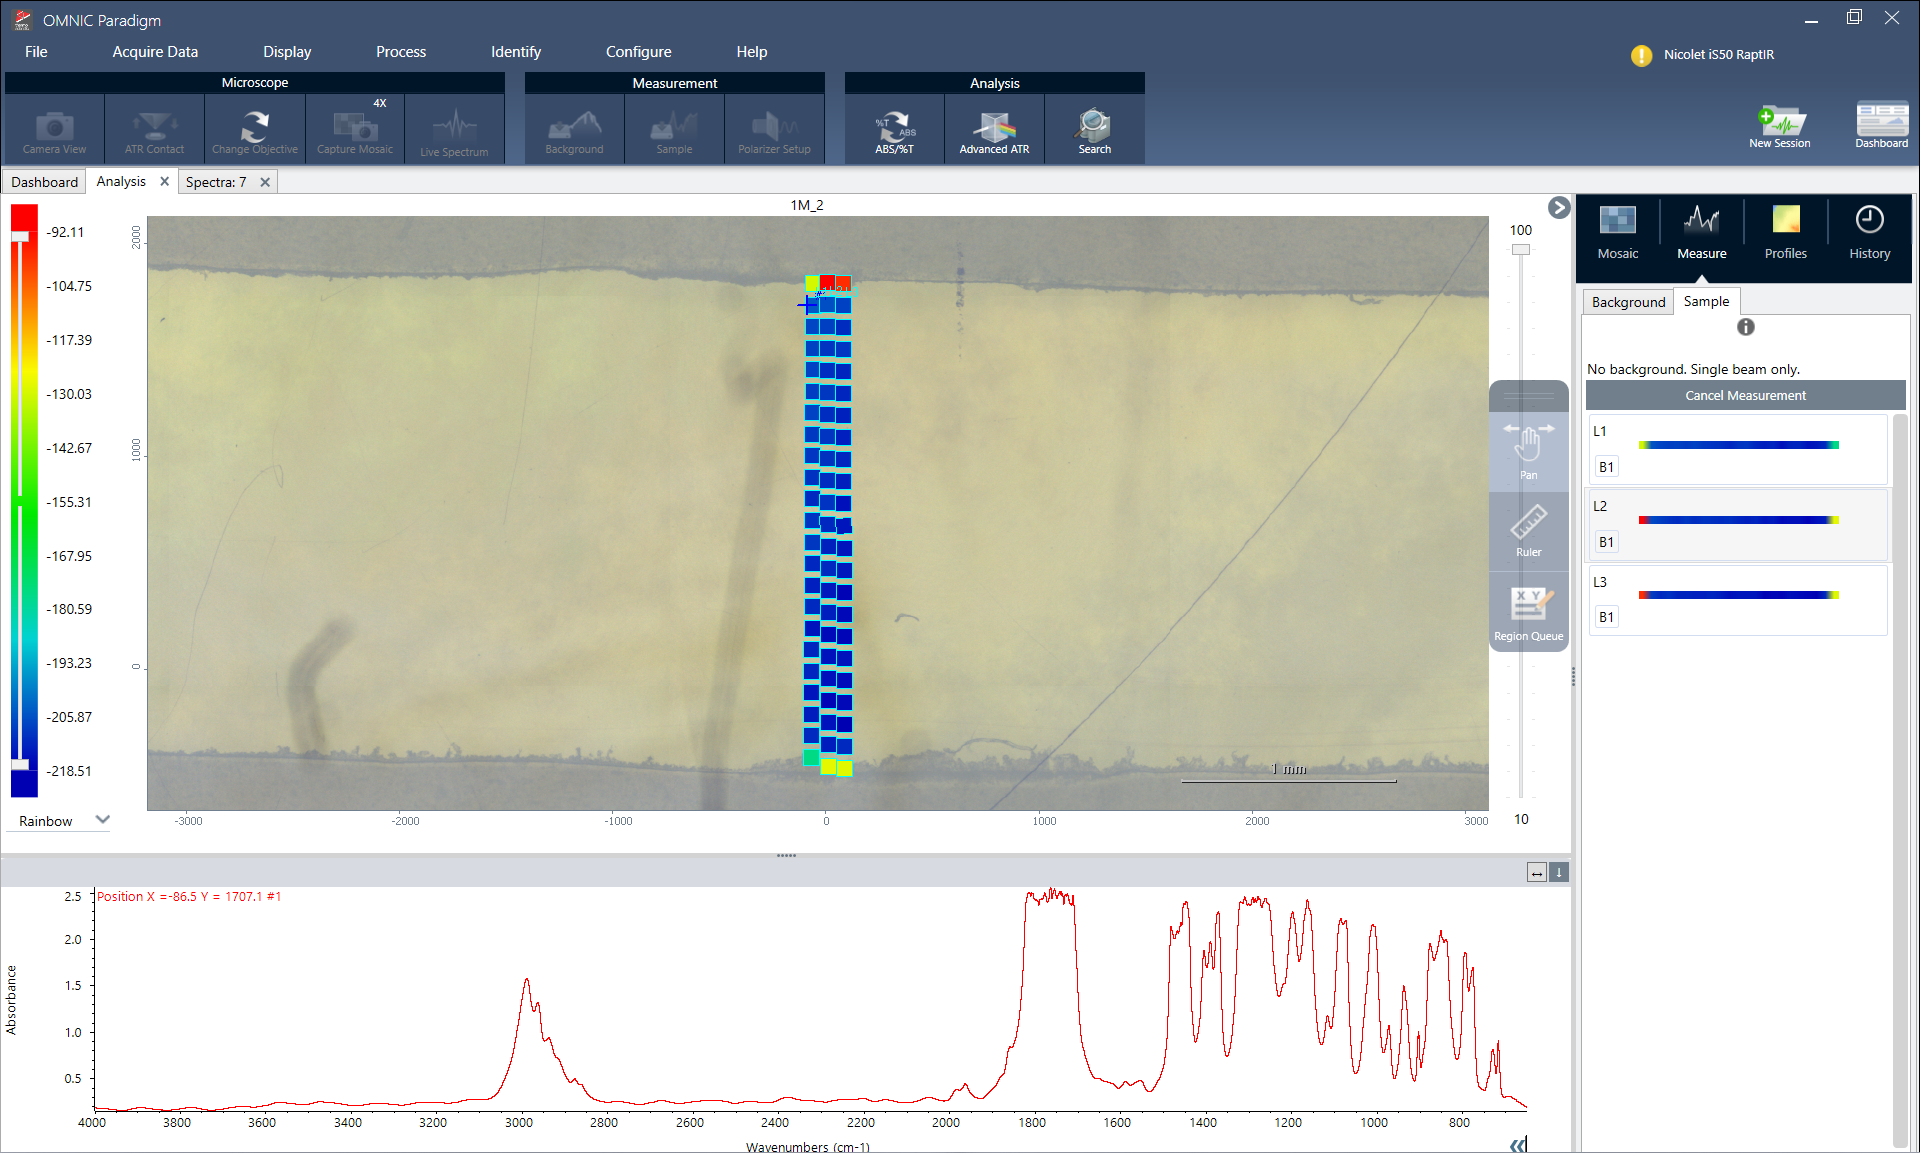 OMNIC Paradigm
File Acquire Data Display Process Identify Configure Help
Nicolet iS50 RaptIR
Microscope
Camera View
ATR Contact
Change Objective
4X
Capture Mosaic
Live Spectrum
Measurement
Background
Sample
Polarizer Setup
Analysis
%T ABS
ABS/%T
Advanced ATR
Search
New Session
Dashboard
Dashboard Analysis Spectra: 7
1M_2
-92.11
-104.75
-117.39
-130.03
-142.67
-155.31
-167.95
-180.59
-193.23
-205.87
-218.51
Rainbow
2000
1000
0
-3000 -2000 -1000 0 1000 2000 3000
1 mm
100
10
Pan
Ruler
X Y
Region Queue
Mosaic Measure Profiles History
Background Sample
No background. Single beam only.
Cancel Measurement
L1
B1
L2
B1
L3
B1
Position X =-86.5 Y = 1707.1 #1
Absorbance
2.5
2.0
1.5
1.0
0.5
4000 3800 3600 3400 3200 3000 2800 2600 2400 2200 2000 1800 1600 1400 1200 1000 800
Wavenumbers (cm-1)